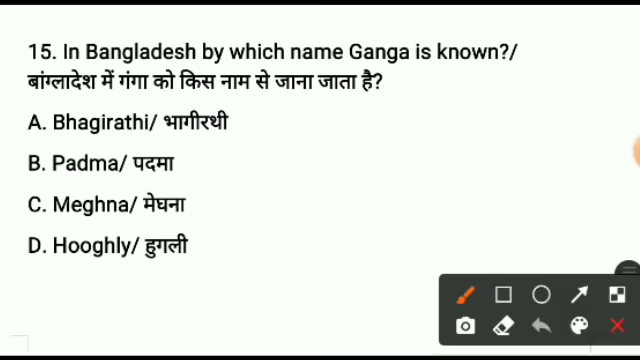 15. In Bangladesh by which name Ganga is known?/
बांग्लादेश में गंगा को किस नाम से जाना जाता है?
A. Bhagirathi/ भागीरथी
B. Padma/ पदमा
C. Meghna/ मेघना
D. Hooghly/ हुगली